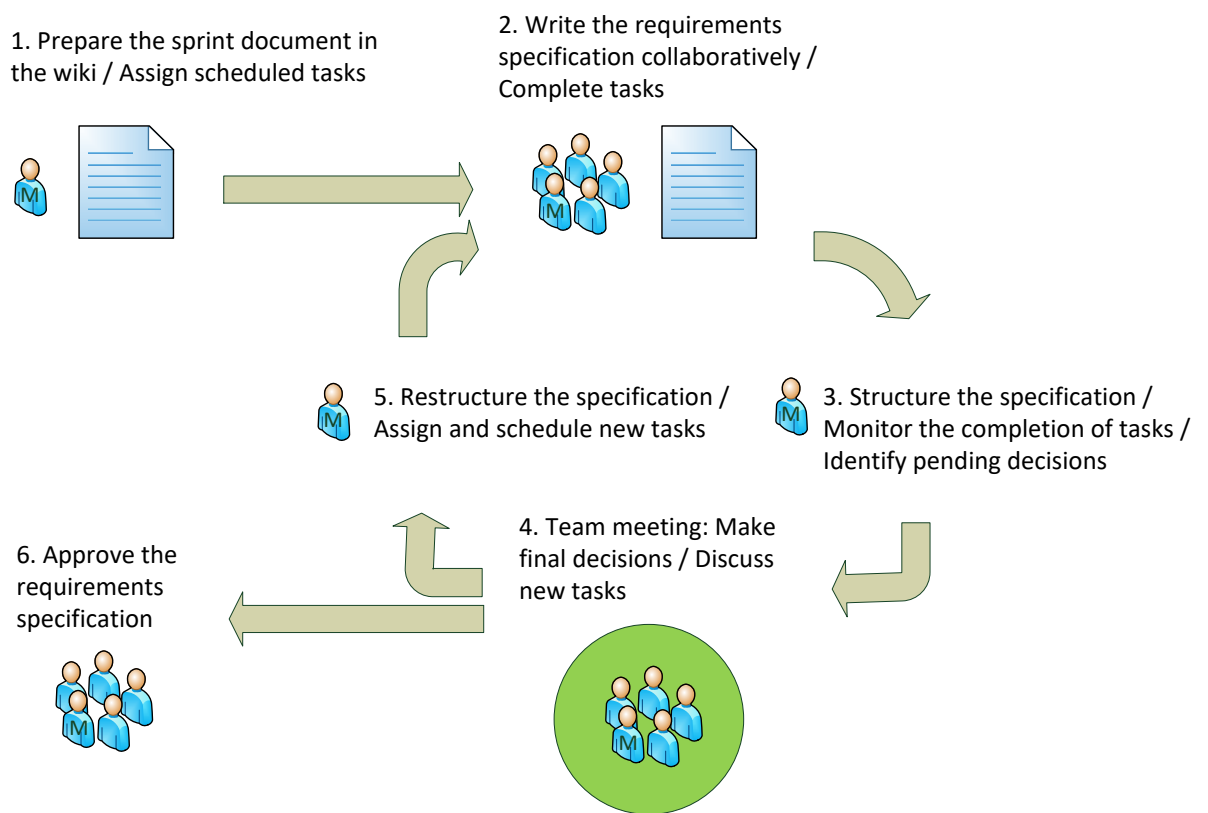 1. Prepare the sprint document in
the wiki / Assign scheduled tasks
M
2. Write the requirements
specification collaboratively /
Complete tasks
M
3. Structure the specification /
Monitor the completion of tasks /
Identify pending decisions
M
4. Team meeting: Make
final decisions / Discuss
new tasks
M
5. Restructure the specification /
Assign and schedule new tasks
M
6. Approve the
requirements
specification
M